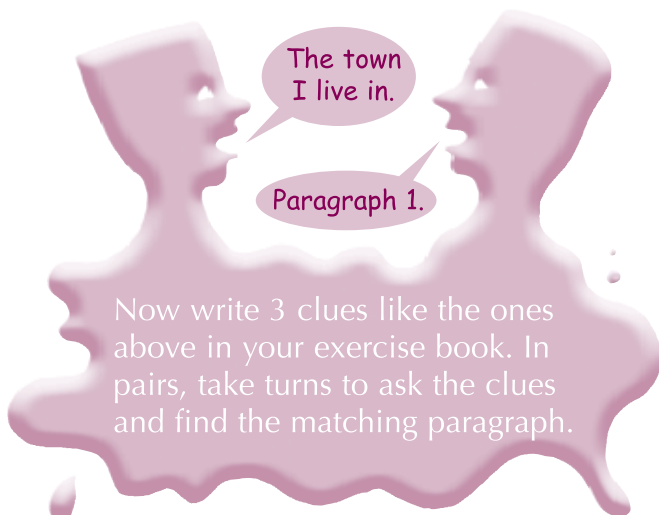 The town
I live in.
Paragraph 1.
Now write 3 clues like the ones
above in your exercise book. In
pairs, take turns to ask the clues
and find the matching paragraph.